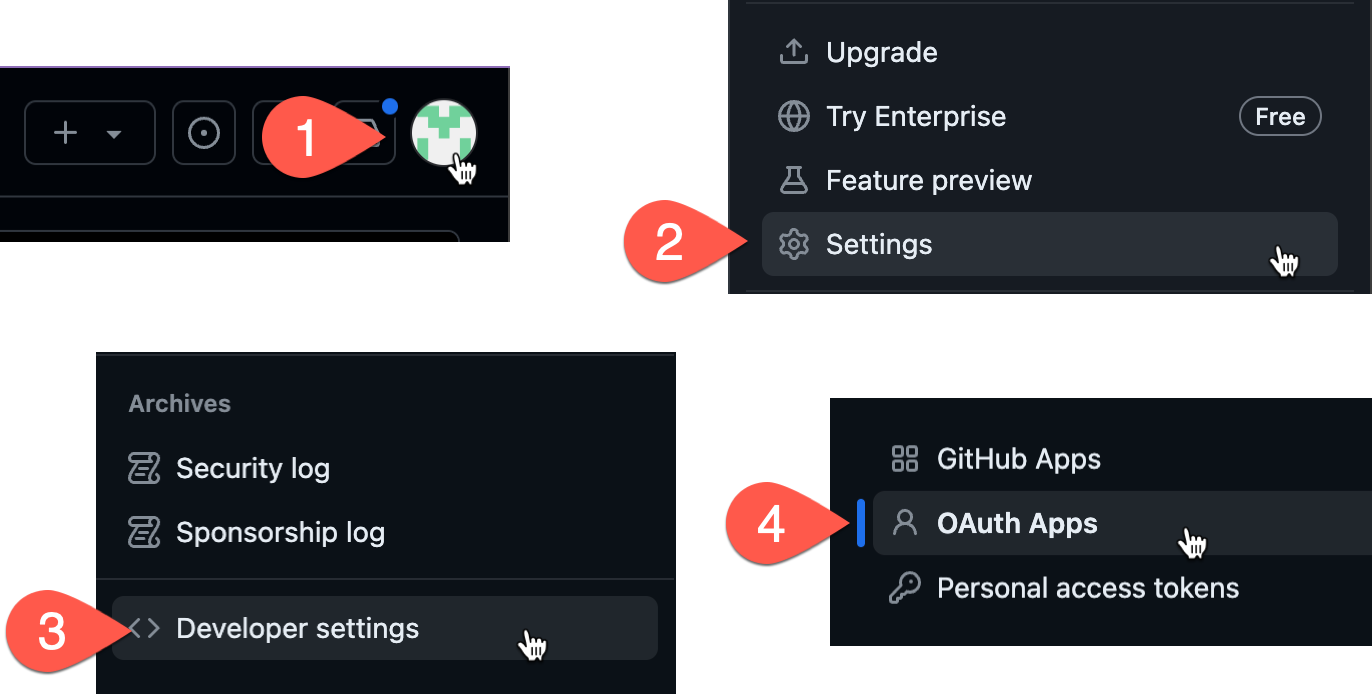 1
Upgrade
Try Enterprise Free
Feature preview
2 Settings
Archives
Security log
Sponsorship log
3 Developer settings
GitHub Apps
4 OAuth Apps
Personal access tokens